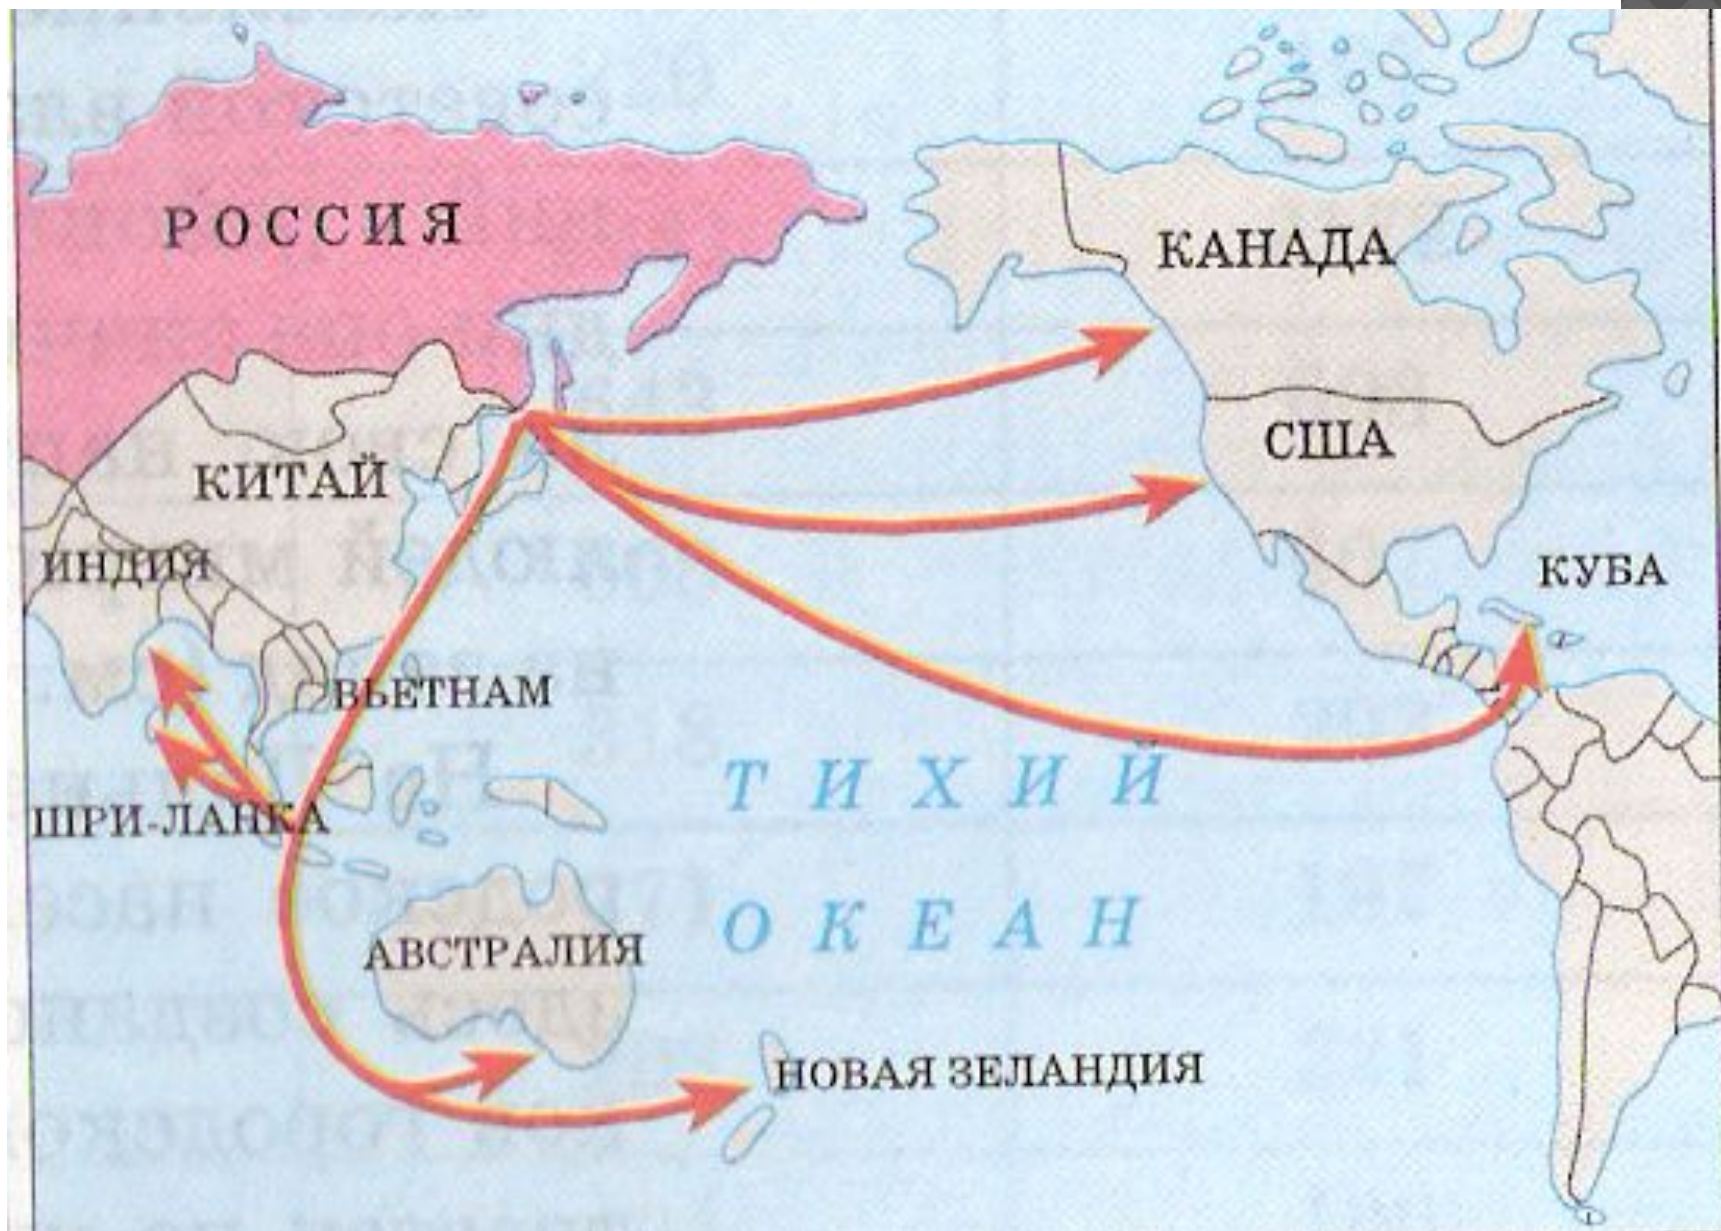 РОССИЯ
КАНАДА
США
КИТАЙ
ИНДИЯ
КУБА
ВЬЕТНАМ
ШРИ-ЛАНКА
ТИХИЙ
ОКЕАН
АВСТРАЛИЯ
НОВАЯ ЗЕЛАНДИЯ